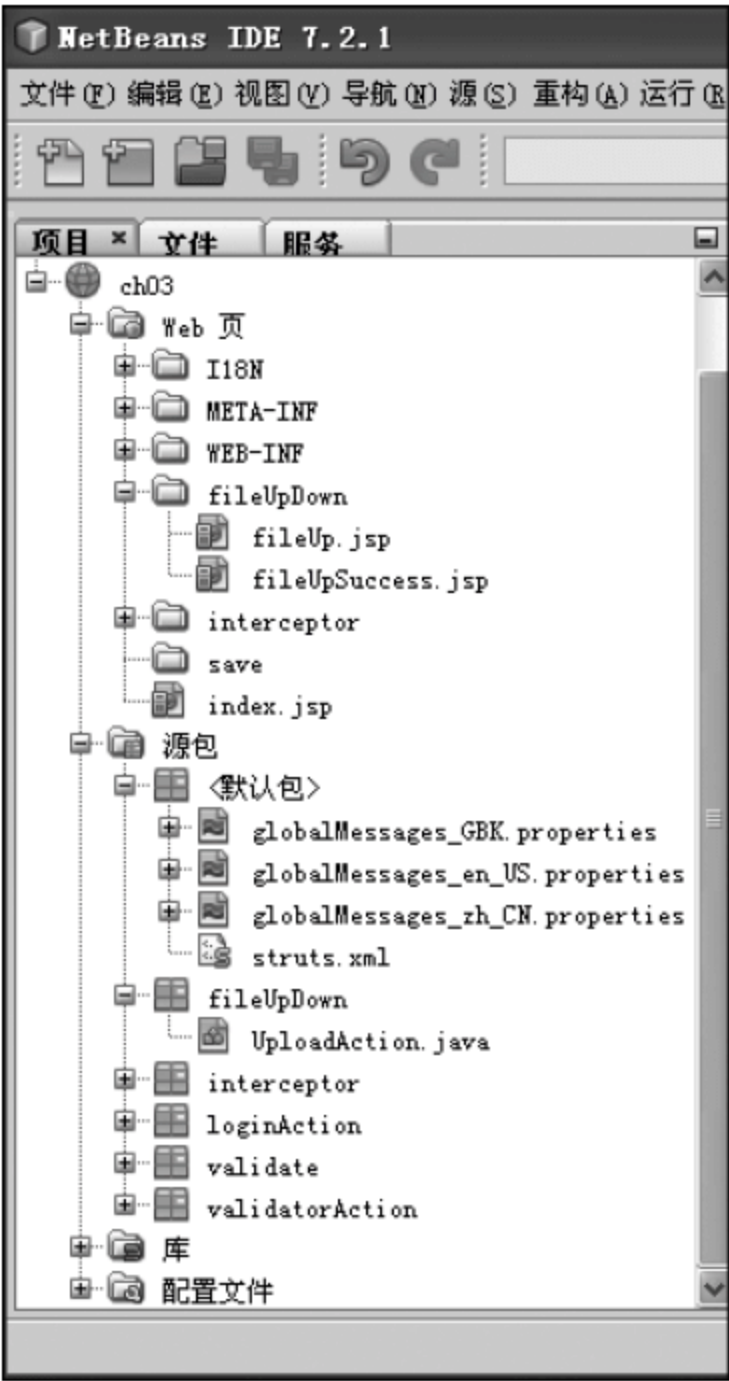 NetBeans IDE 7.2.1
文件(F) 编辑(E) 视图(V) 导航(N) 源(S) 重构(A) 运行(R
项目 文件 服务
ch03
Web 页
I18N
META-INF
WEB-INF
fileUpDown
fileUp.jsp
fileUpSuccess.jsp
interceptor
save
index.jsp
源包
<默认包>
globalMessages_GBK.properties
globalMessages_en_US.properties
globalMessages_zh_CN.properties
struts.xml
fileUpDown
UploadAction.java
interceptor
loginAction
validate
validatorAction
库
配置文件